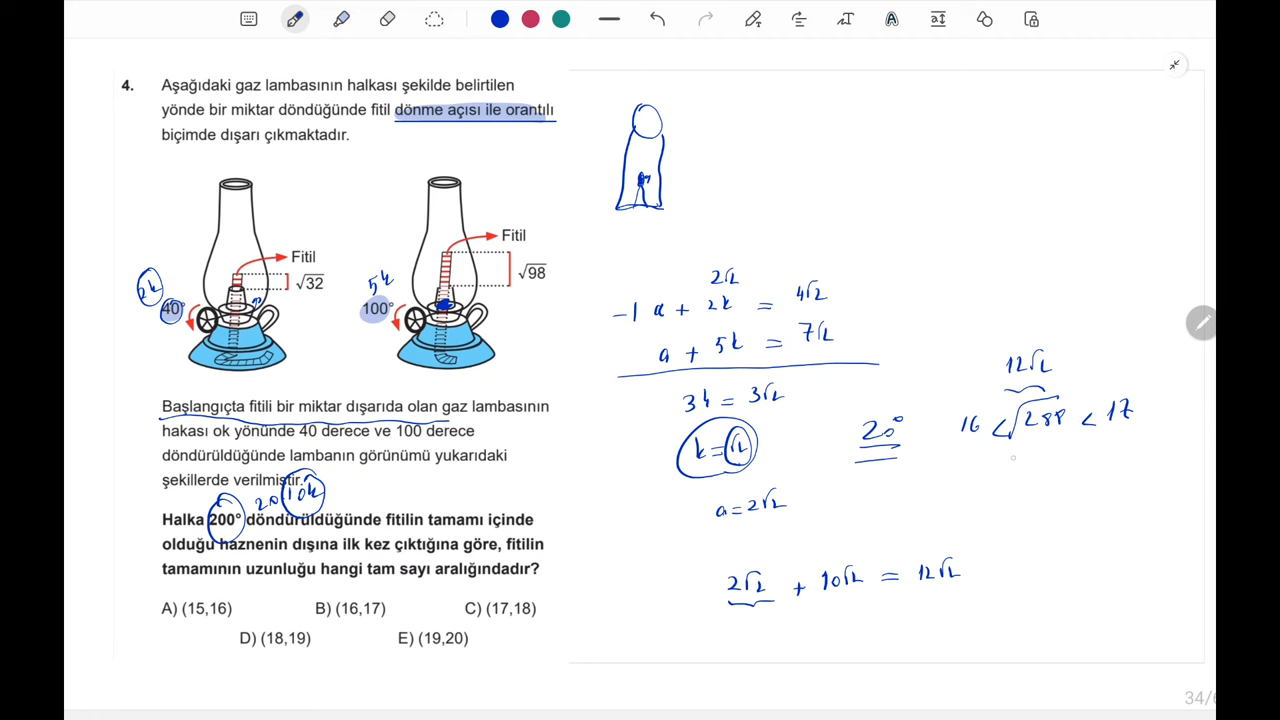 4. Aşağıdaki gaz lambasının halkası şekilde belirtilen
yönde bir miktar döndüğünde fitil dönme açısı ile orantılı
biçimde dışarı çıkmaktadır.
Fitil
√32
2k
40°
Fitil
√98
5k
100°
Başlangıçta fitili bir miktar dışarıda olan gaz lambasının
hakası ok yönünde 40 derece ve 100 derece
döndürüldüğünde lambanın görünümü yukarıdaki
şekillerde verilmiştir.
20 10k
Halka 200° döndürüldüğünde fitilin tamamı içinde
olduğu haznenin dışına ilk kez çıktığına göre, fitilin
tamamının uzunluğu hangi tam sayı aralığındadır?
A) (15,16) B) (16,17) C) (17,18)
D) (18,19) E) (19,20)
2√2
-1 a + 2k = 4√2
a + 5k = 7√2
3k = 3√2
k = √2
a = 2√2
20°
12√2
16 < √288 < 17
2√2 + 10√2 = 12√2